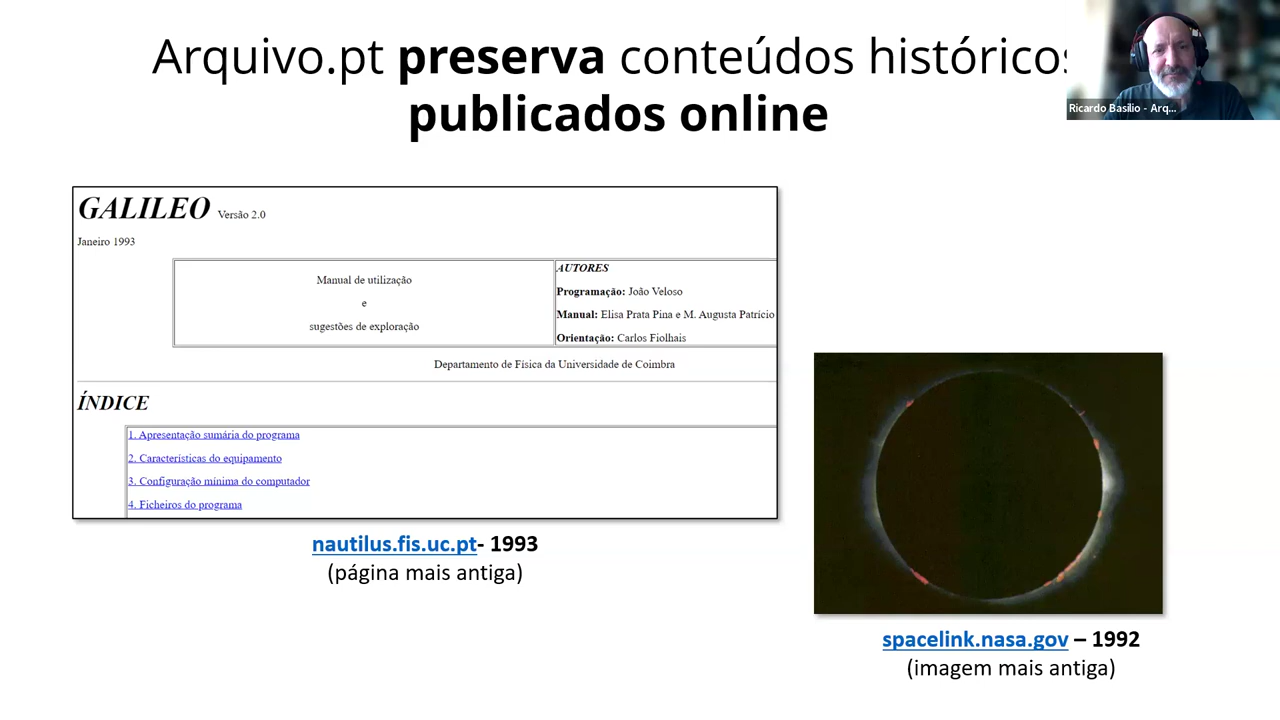 Arquivo.pt preserva conteúdos históricos
publicados online
Ricardo Basílio - Arq...
GALILEO Versão 2.0
Janeiro 1993
Manual de utilização
e
sugestões de exploração
AUTORES
Programação: João Veloso
Manual: Elisa Prata Pina e M. Augusta Patrício
Orientação: Carlos Fiolhais
Departamento de Física da Universidade de Coimbra
ÍNDICE
1. Apresentação sumária do programa
2. Caracteristicas do equipamento
3. Configuração mínima do computador
4. Ficheiros do programa
nautilus.fis.uc.pt- 1993
(página mais antiga)
spacelink.nasa.gov – 1992
(imagem mais antiga)